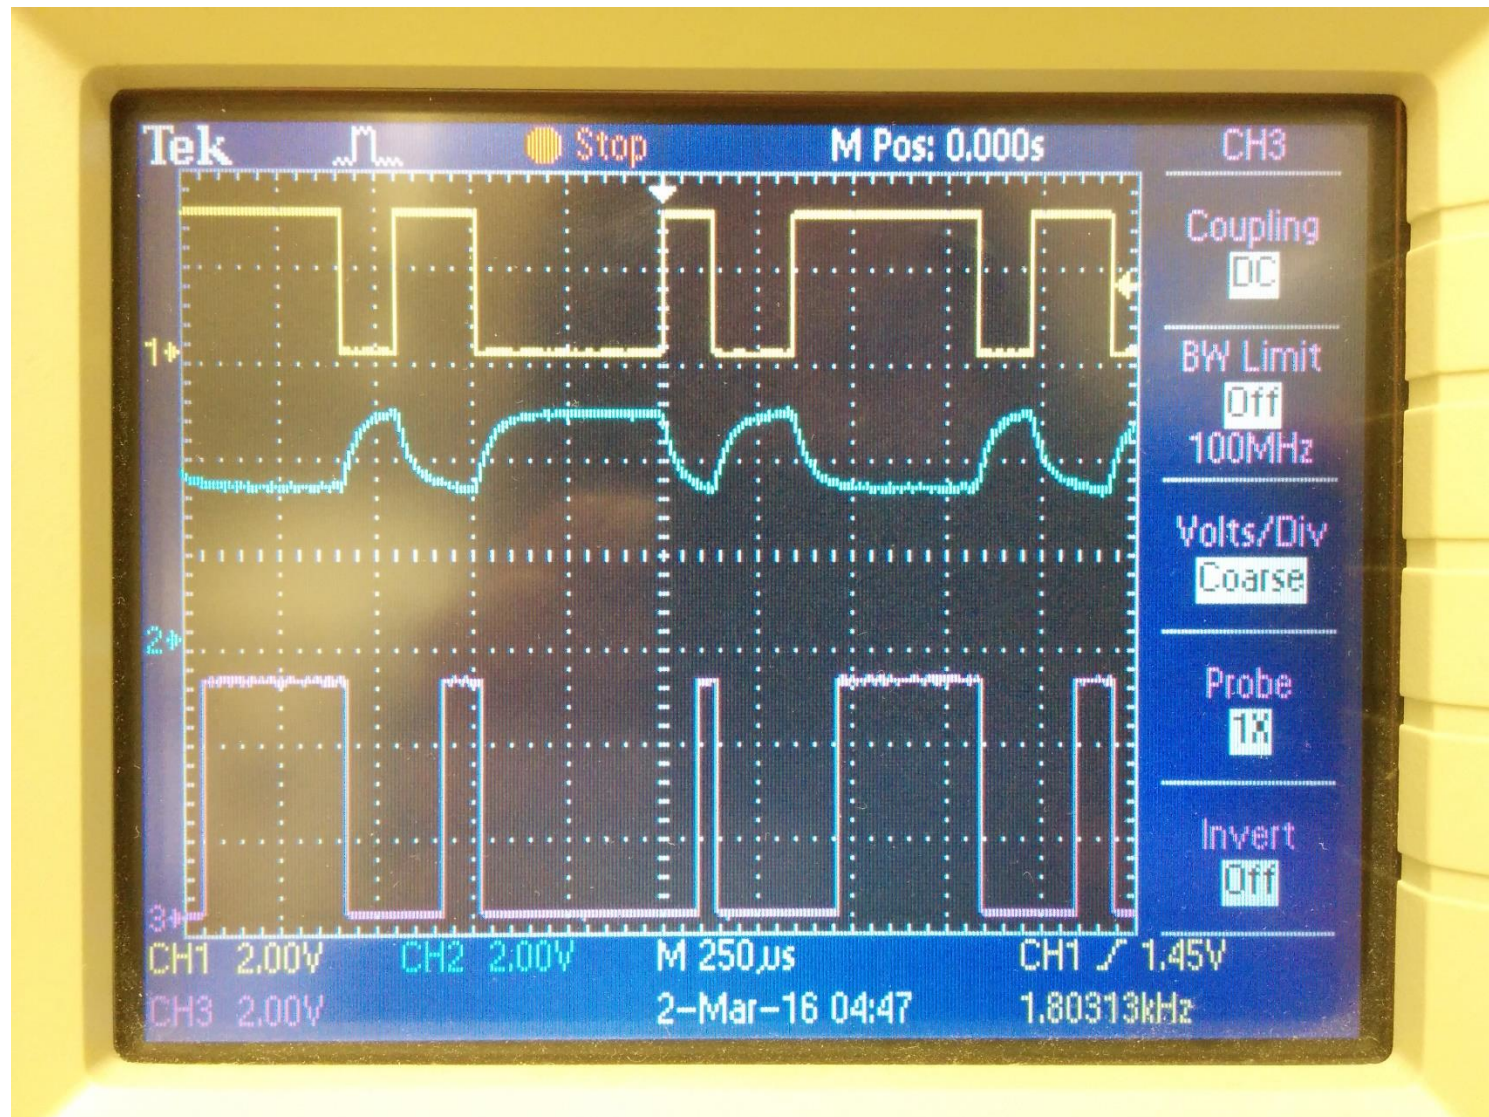 Tek Stop M Pos: 0.000s CH3
Coupling
DC
1
BW Limit
Off
100MHz
Volts/Div
Coarse
2
Probe
1X
Invert
Off
3
CH1 2.00V CH2 2.00V M 250µs CH1 1.45V
CH3 2.00V 2-Mar-16 04:47 1.80313kHz